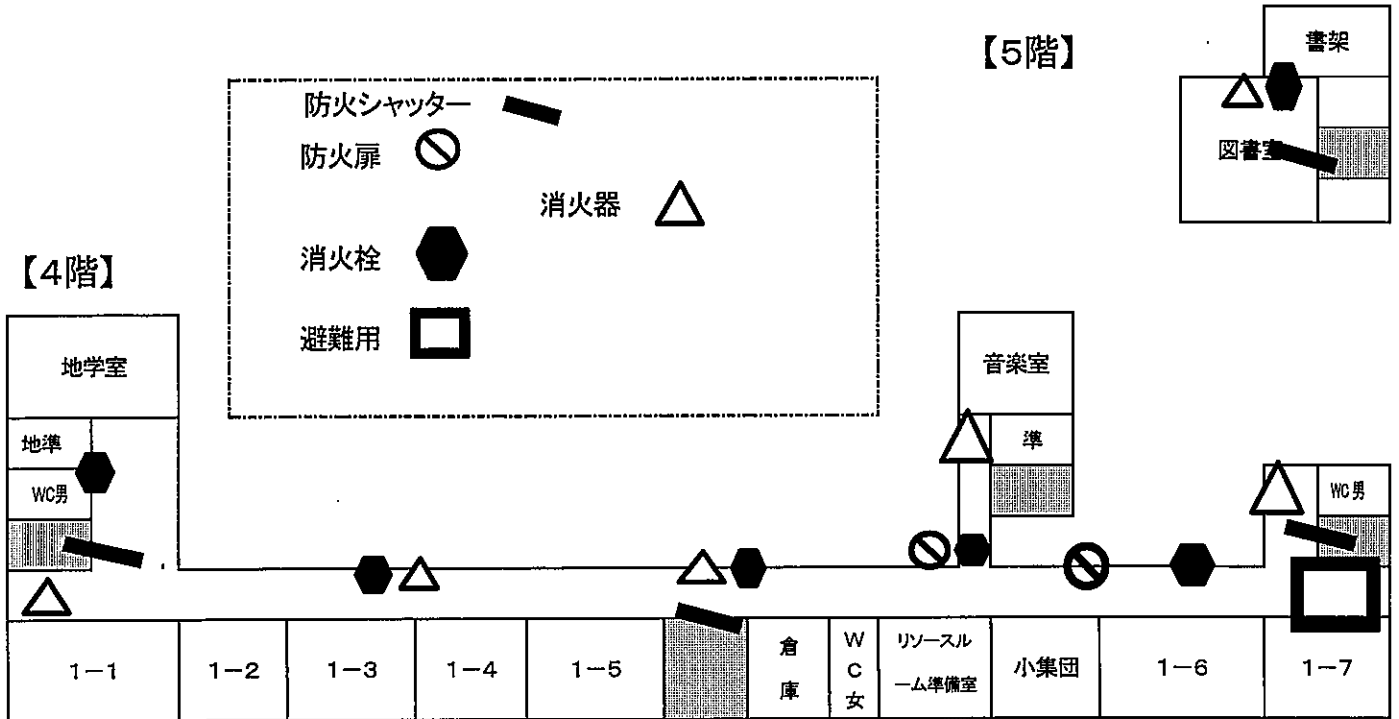 【5階】
書架
図書室
防火シャッター
防火扉
消火器
消火栓
避難用
【4階】
地学室
地準
WC男
音楽室
準
WC男
1－1
1－2
1－3
1－4
1－5
倉
庫
W
C
女
リソースル
ーム準備室
小集団
1－6
1－7